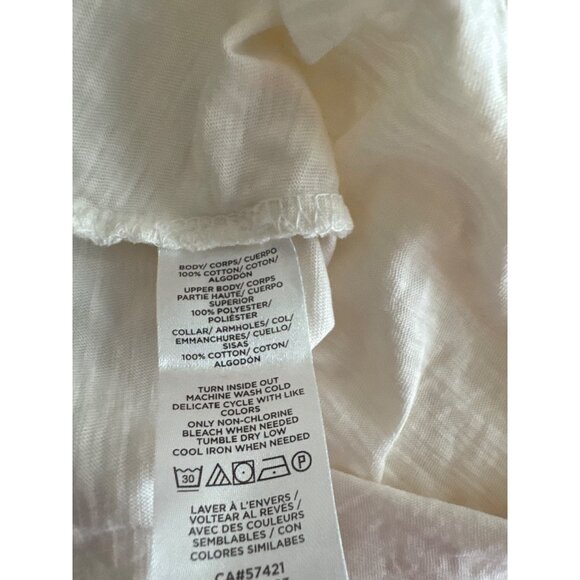 BODY/ CORPS/ CUERPO
100% COTTON/ COTON/
ALGODÓN
UPPER BODY/ CORPS
PARTIE HAUTE/ CUERPO
SUPERIOR
100% POLYESTER/
POLIÉSTER
COLLAR/ ARMHOLES/ COL/
EMMANCHURES/ CUELLO/
SISAS
100% COTTON/ COTON/
ALGODÓN
TURN INSIDE OUT
MACHINE WASH COLD
DELICATE CYCLE WITH LIKE
COLORS
ONLY NON-CHLORINE
BLEACH WHEN NEEDED
TUMBLE DRY LOW
COOL IRON WHEN NEEDED
30 P
LAVER À L'ENVERS /
VOLTEAR AL REVÉS /
AVEC DES COULEURS
SEMBLABLES / CON
COLORES SIMILABES
CA#57421